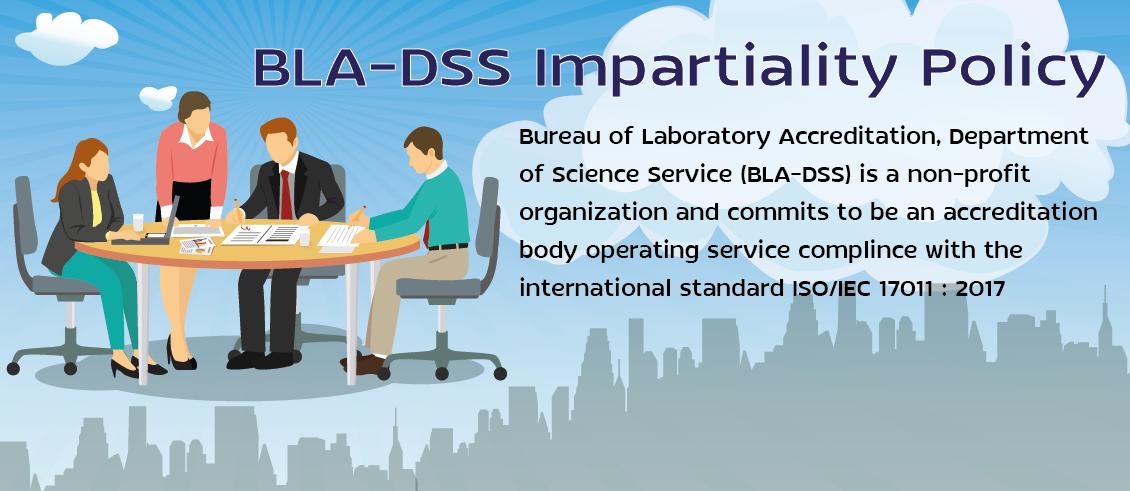 BLA-DSS Impartiality Policy
Bureau of Laboratory Accreditation, Department
of Science Service (BLA-DSS) is a non-profit
organization and commits to be an accreditation
body operating service complince with the
international standard ISO/IEC 17011 : 2017